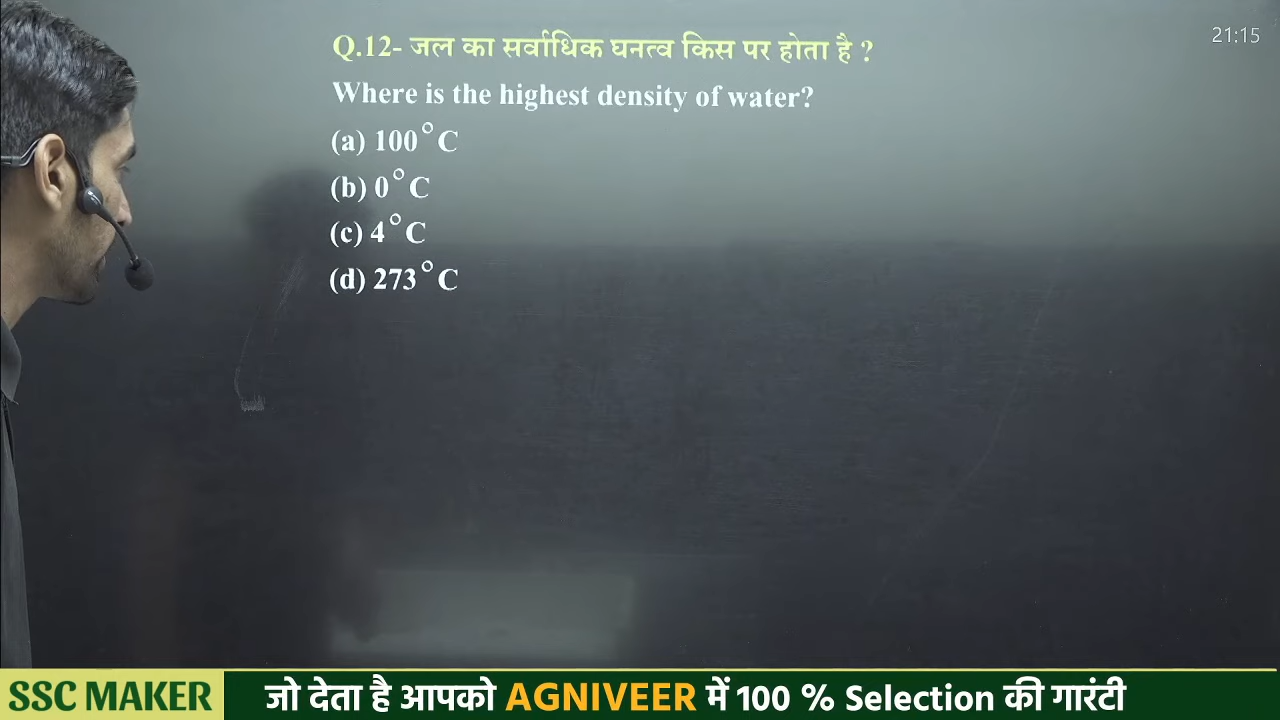 21:15
Q.12- जल का सर्वाधिक घनत्व किस पर होता है ?
Where is the highest density of water?
(a) 100°C
(b) 0°C
(c) 4°C
(d) 273°C
SSC MAKER जो देता है आपको AGNIVEER में 100 % Selection की गारंटी